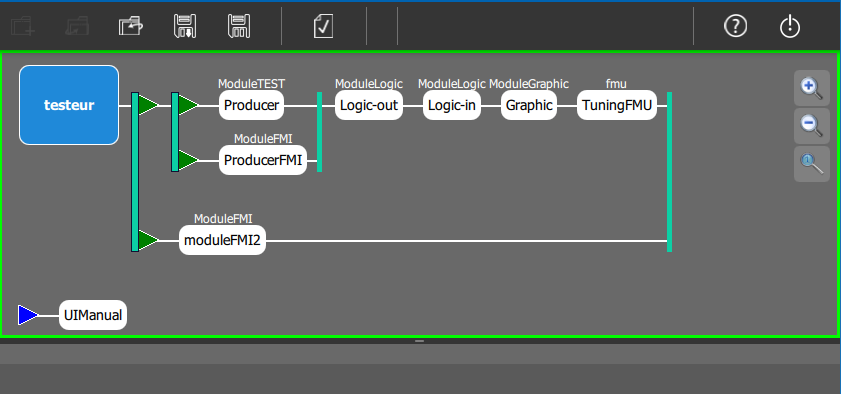 testeur
ModuleTEST
Producer
ModuleLogic
Logic-out
ModuleLogic
Logic-in
ModuleGraphic
Graphic
fmu
TuningFMU
ModuleFMI
ProducerFMI
ModuleFMI
moduleFMI2
UIManual